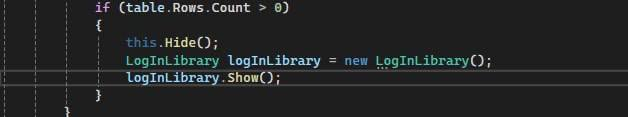 if (table.Rows.Count > 0)
{
this.Hide();
LogInLibrary logInLibrary = new LogInLibrary();
logInLibrary.Show();
}
}